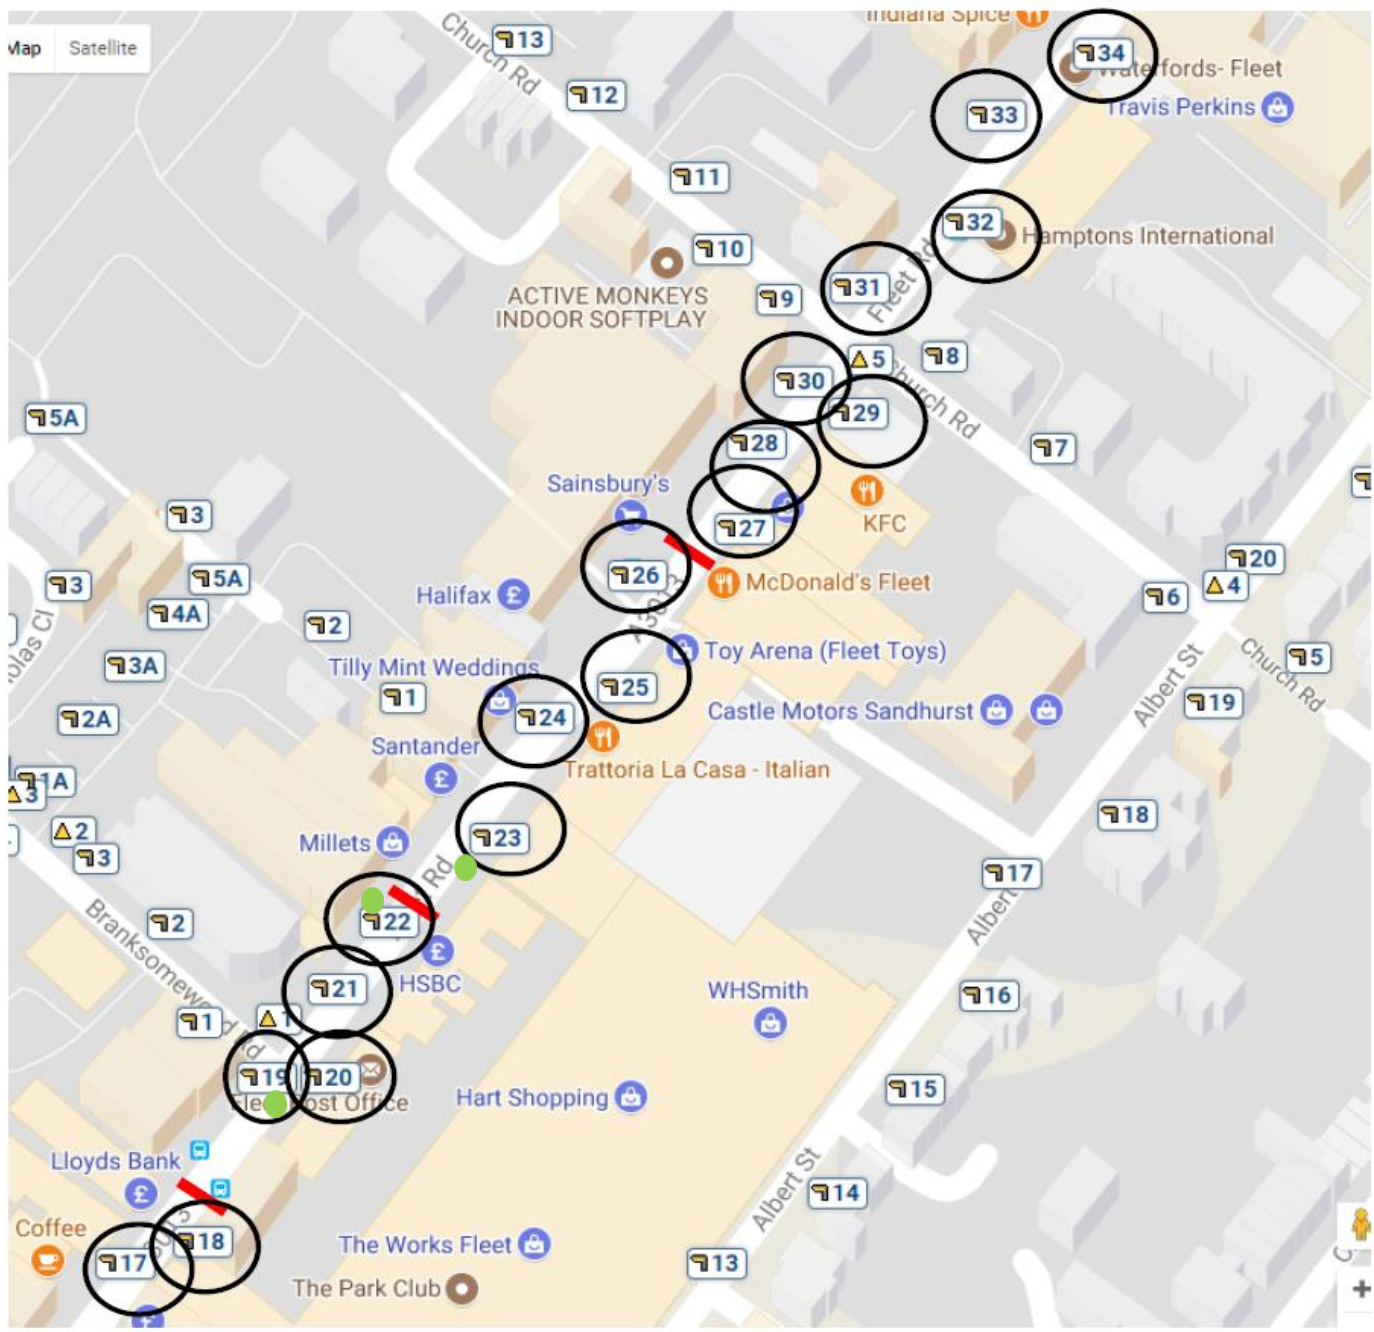 Indiana Spice
Church Rd
13
34
Map
Satellite
Waterfords- Fleet
12
Travis Perkins
33
11
32
Hamptons International
10
ACTIVE MONKEYS
INDOOR SOFTPLAY
9
31
Fleet Rd
5
8
30
Church Rd
29
5A
28
7
Sainsbury's
3
27
KFC
20
26
McDonald's Fleet
5A
3
Halifax £
6
4
4A
2
A3013
Toy Arena (Fleet Toys)
5
Church Rd
3A
Tilly Mint Weddings
25
1
Albert St
19
2A
24
Castle Motors Sandhurst
Santander
£
Trattoria La Casa - Italian
1A
3
18
2
Millets
23
3
Rd
17
Albert
2
22
Branksomewood Rd
£
HSBC
21
WHSmith
16
1
1
19
20
Fleet Post Office
Hart Shopping
15
Lloyds Bank
£
Albert St
14
Coffee
18
The Works Fleet
17
13
The Park Club
+